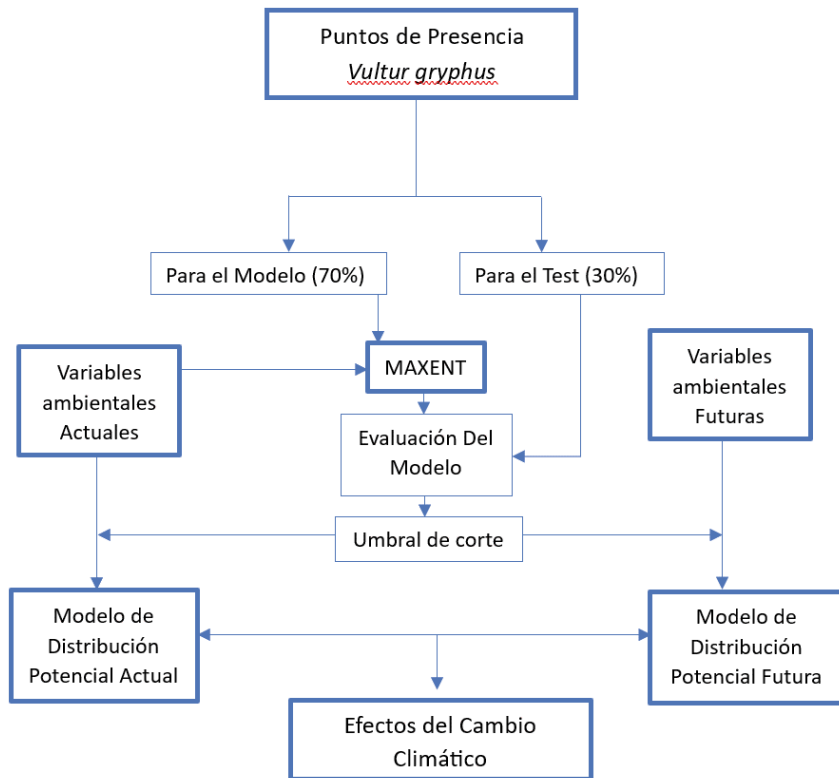 Puntos de Presencia
Vultur gryphus
Para el Modelo (70%)
Para el Test (30%)
Variables
ambientales
Actuales
MAXENT
Variables
ambientales
Futuras
Evaluación Del
Modelo
Umbral de corte
Modelo de
Distribución
Potencial Actual
Modelo de
Distribución
Potencial Futura
Efectos del Cambio
Climático